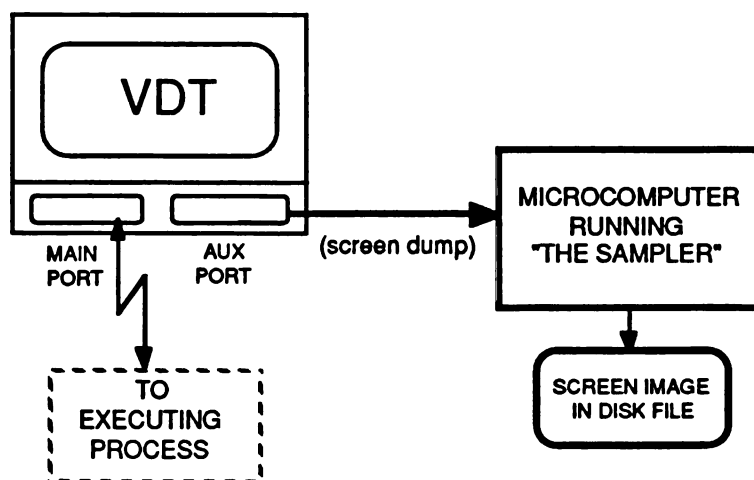 VDT
MAIN
PORT
AUX
PORT
(screen dump)
MICROCOMPUTER
RUNNING
"THE SAMPLER"
SCREEN IMAGE
IN DISK FILE
TO
EXECUTING
PROCESS